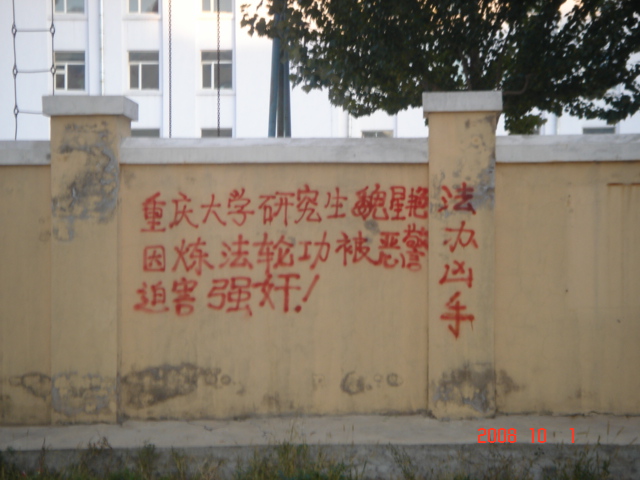 重庆大学研究生魏星艳
因炼法轮功被恶警
迫害强奸!
法办凶手
2008 10 1